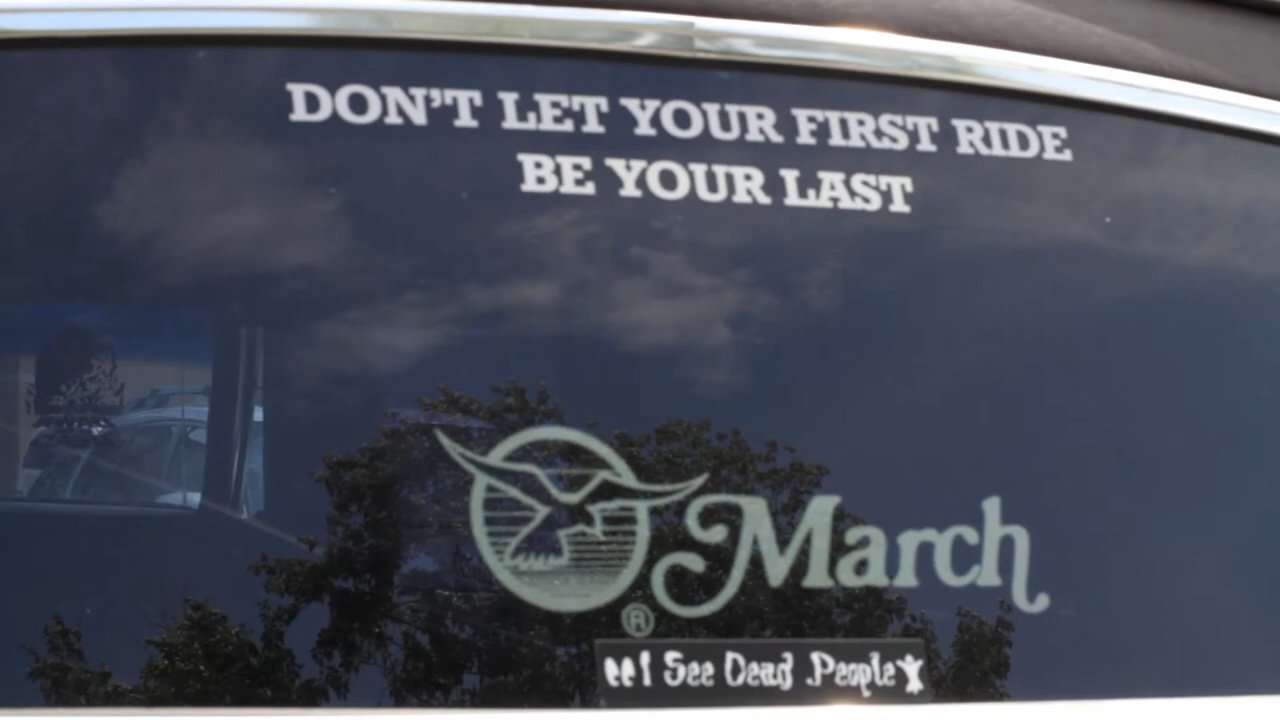 DON'T LET YOUR FIRST RIDE
BE YOUR LAST
March
®
I See Dead People